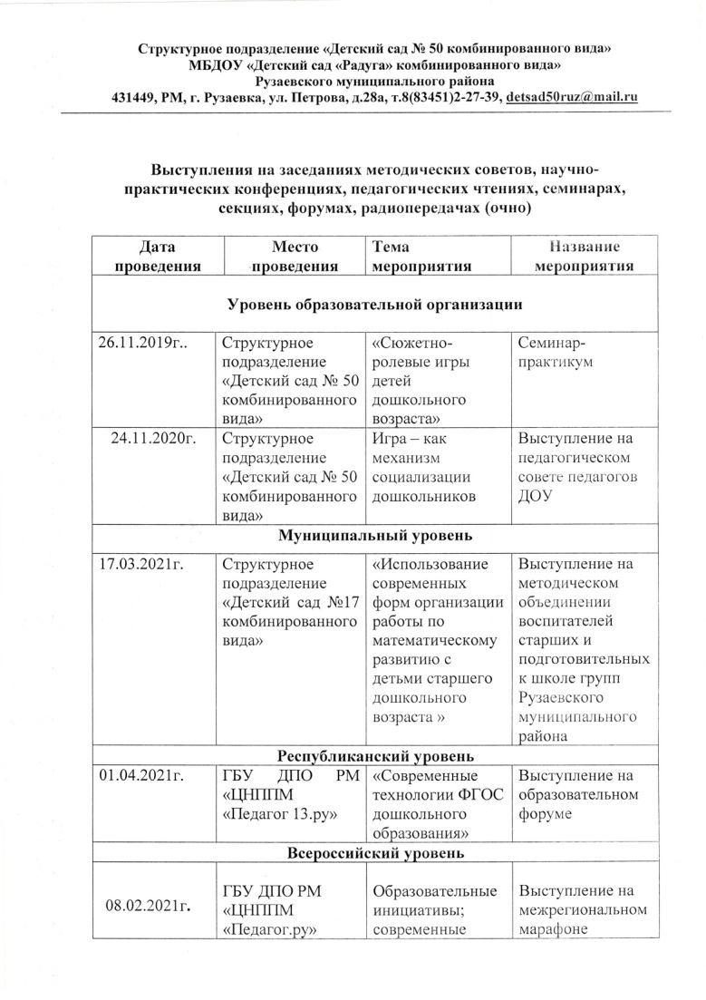 Структурное подразделение «Детский сад № 50 комбинированного вида»
МБДОУ «Детский сад «Радуга» комбинированного вида»
Рузаевского муниципального района
431449, РМ, г. Рузаевка, ул. Петрова, д.28а, т.8(83451)2-27-39, detsad50ruz@mail.ru
Выступления на заседаниях методических советов, научно-
практических конференциях, педагогических чтениях, семинарах,
секциях, форумах, радиопередачах (очно)
Дата
проведения
Место
проведения
Тема
мероприятия
Название
мероприятия
Уровень образовательной организации
26.11.2019г..
Структурное
подразделение
«Детский сад № 50
комбинированного
вида»
«Сюжетно-
ролевые игры
детей
дошкольного
возраста»
Семинар-
практикум
24.11.2020г.
Структурное
подразделение
«Детский сад № 50
комбинированного
вида»
Игра – как
механизм
социализации
дошкольников
Выступление на
педагогическом
совете педагогов
ДОУ
Муниципальный уровень
17.03.2021г.
Структурное
подразделение
«Детский сад №17
комбинированного
вида»
«Использование
современных
форм организации
работы по
математическому
развитию с
детьми старшего
дошкольного
возраста »
Выступление на
методическом
объединении
воспитателей
старших и
подготовительных
к школе групп
Рузаевского
муниципального
района
Республиканский уровень
01.04.2021г.
ГБУ ДПО РМ
«ЦНППМ
«Педагог 13.ру»
«Современные
технологии ФГОС
дошкольного
образования»
Выступление на
образовательном
форуме
Всероссийский уровень
08.02.2021г.
ГБУ ДПО РМ
«ЦНППМ
«Педагог.ру»
Образовательные
инициативы;
современные
Выступление на
межрегиональном
марафоне